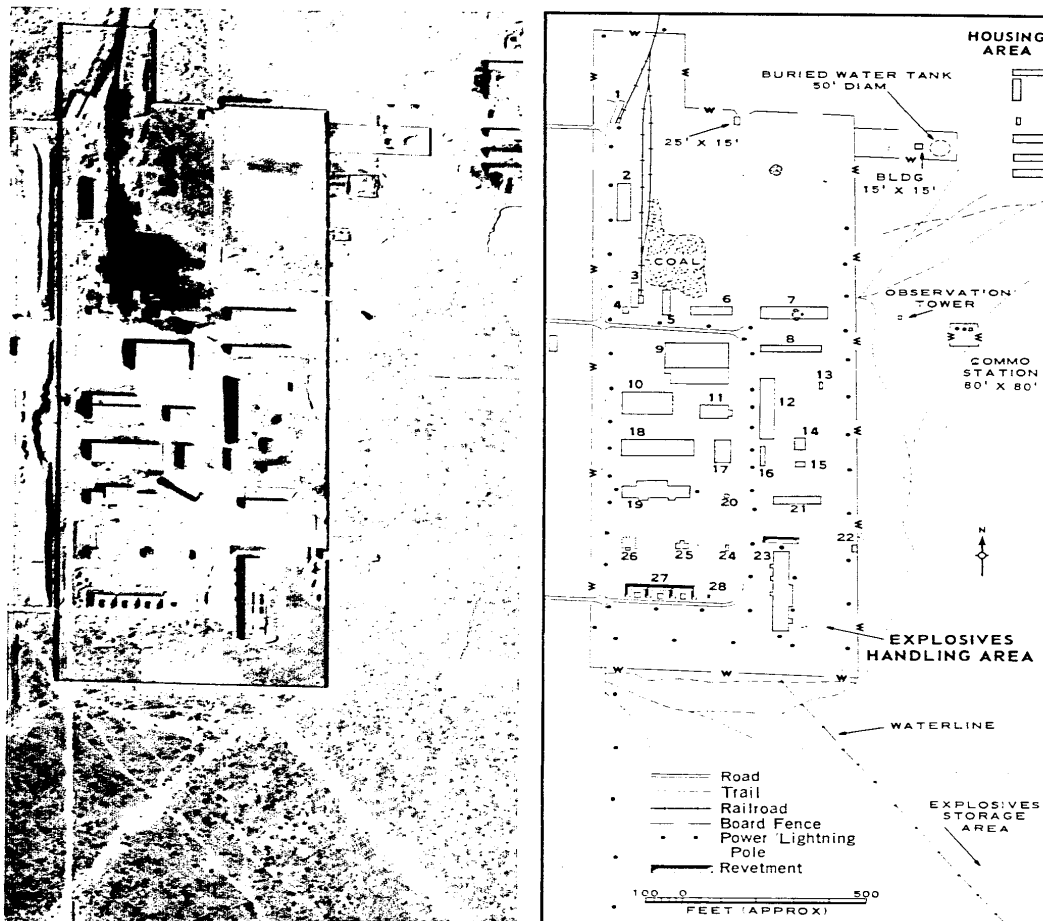 HOUSING
AREA
W
BURIED WATER TANK
50' DIAM
W
W
1
W
25' X 15'
W
BLDG
15' X 15'
W
2
W
COAL
3
4
5
6
7
OBSERVATION
TOWER
W
W
COMMO
STATION
80' X 80'
8
9
W
13
10
11
12
W
18
14
17
16
15
W
19
20
21
W
22
26
25
24
23
27
28
W
W
EXPLOSIVES
HANDLING AREA
W
W
WATERLINE
N
Road
Trail
Railroad
Board Fence
Power/Lightning
Pole
Revetment
EXPLOSIVES
STORAGE
AREA
100 0 500
FEET (APPROX)